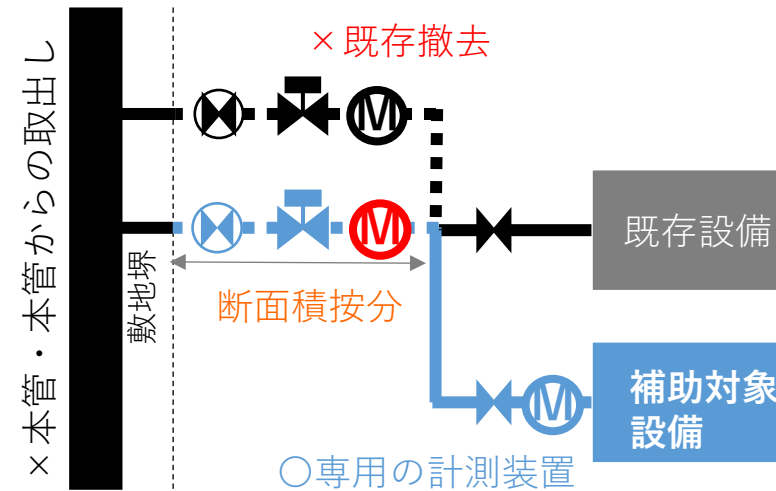 ×本管・本管からの取出し
敷地堺
×既存撤去
M
M
断面積按分
既存設備
補助対象
設備
M
〇専用の計測装置